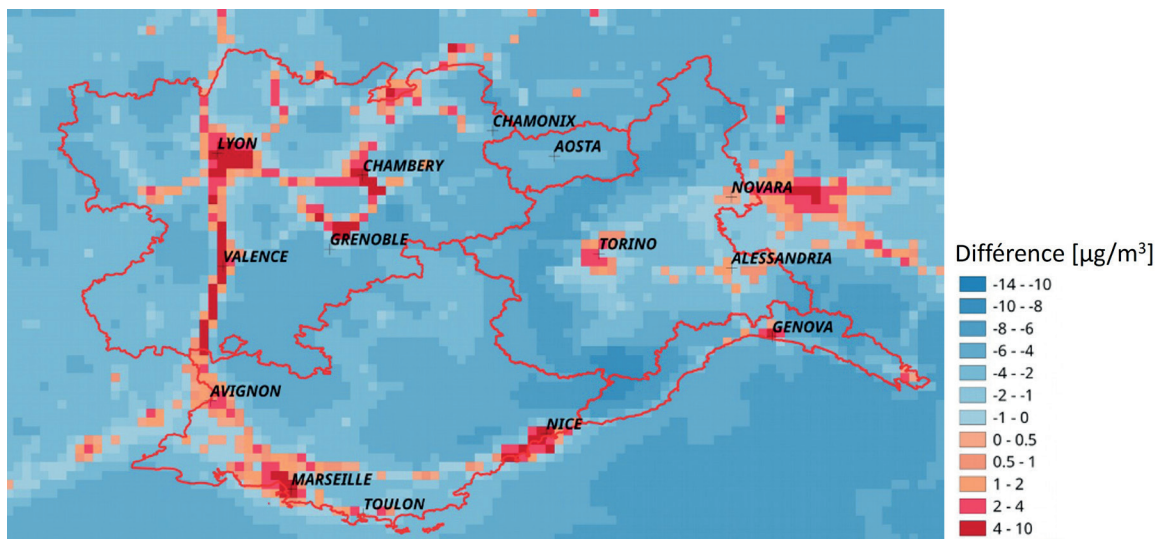 CHAMONIX
LYON
AOSTA
CHAMBERY
NOVARA
GRENOBLE
TORINO
VALENCE
ALESSANDRIA
Différence [µg/m³]
-14 - -10
-10 - -8
-8 - -6
-6 - -4
-4 - -2
-2 - -1
-1 - 0
0 - 0.5
0.5 - 1
1 - 2
2 - 4
4 - 10
GENOVA
AVIGNON
NICE
MARSEILLE
TOULON